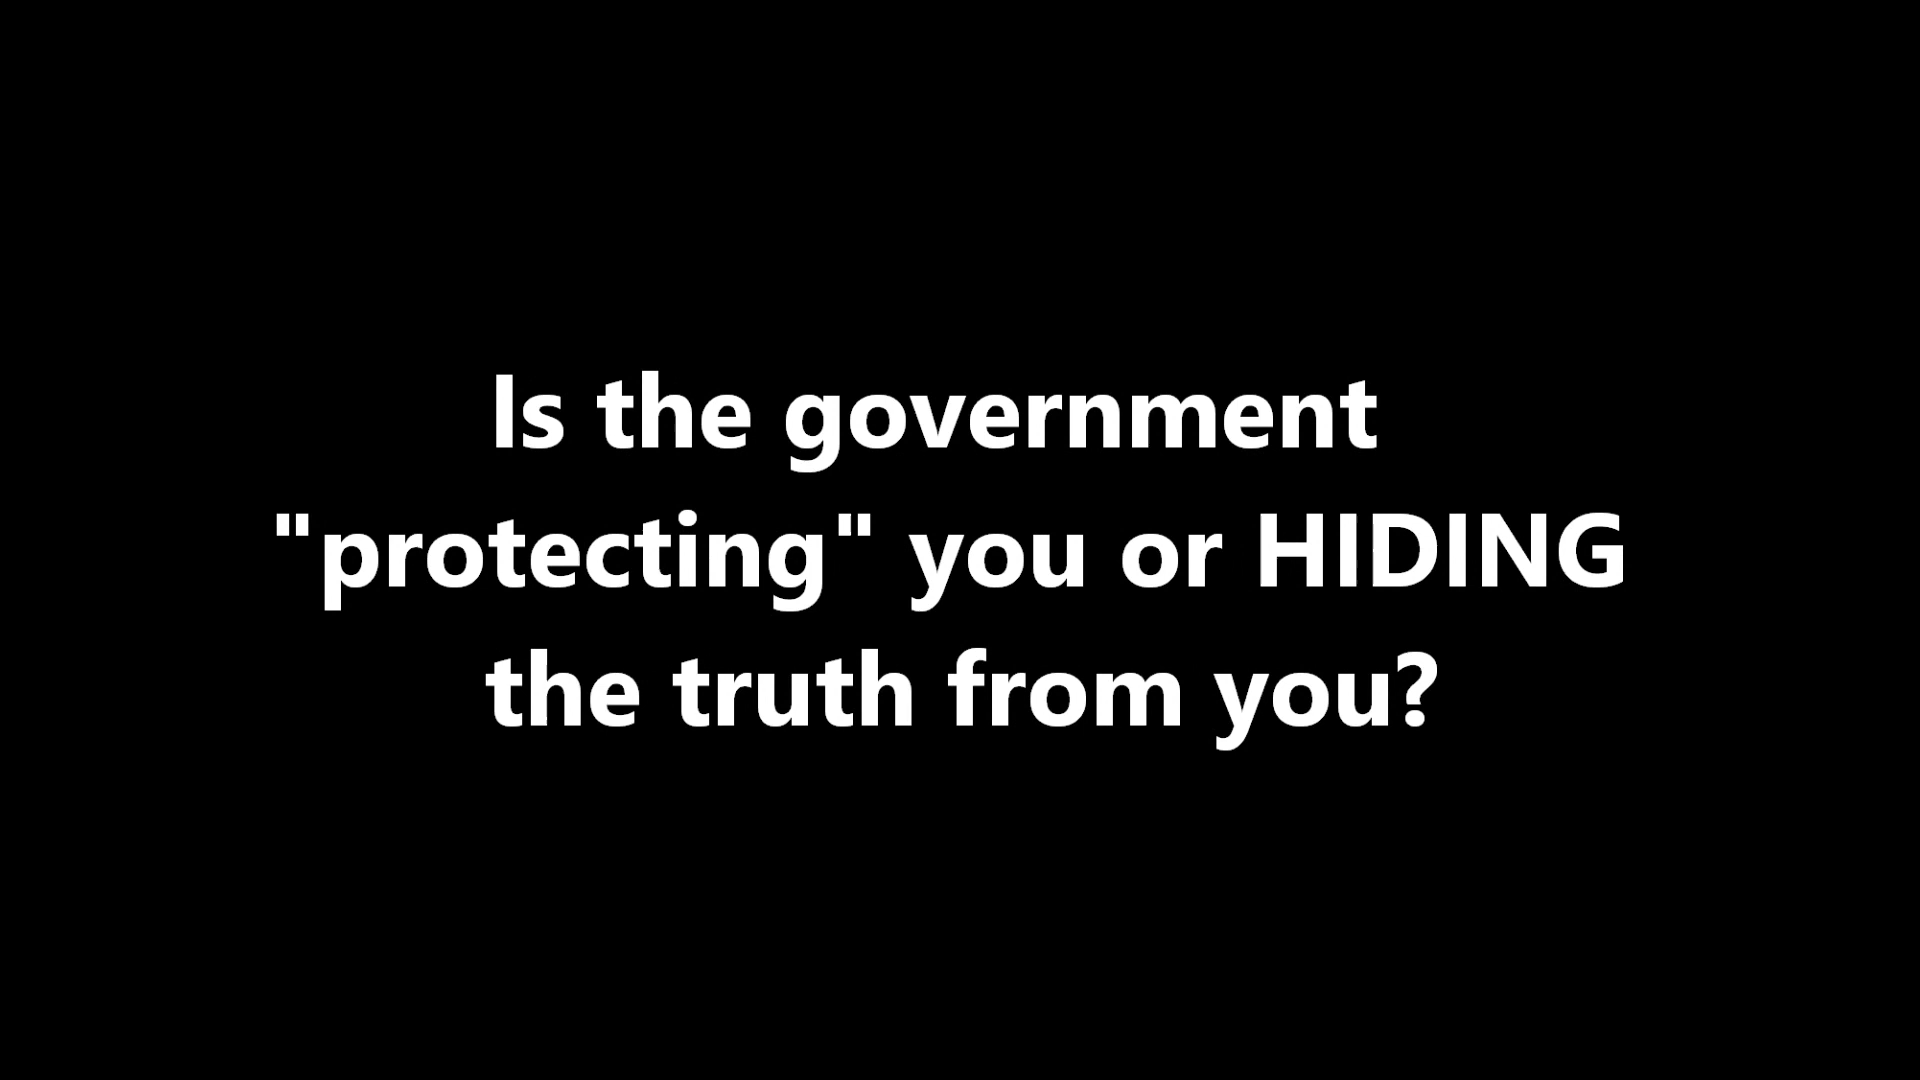 Is the government
"protecting" you or HIDING
the truth from you?